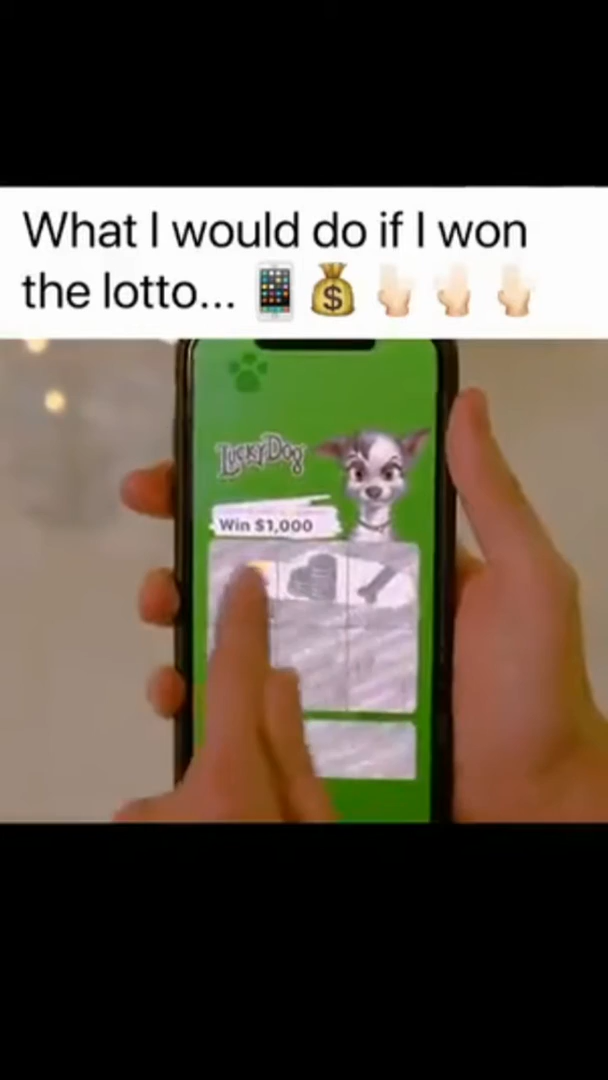 What I would do if I won
the lotto... 📱💰👆🏻👆🏻👆🏻
Lucky Dog
Win $1,000